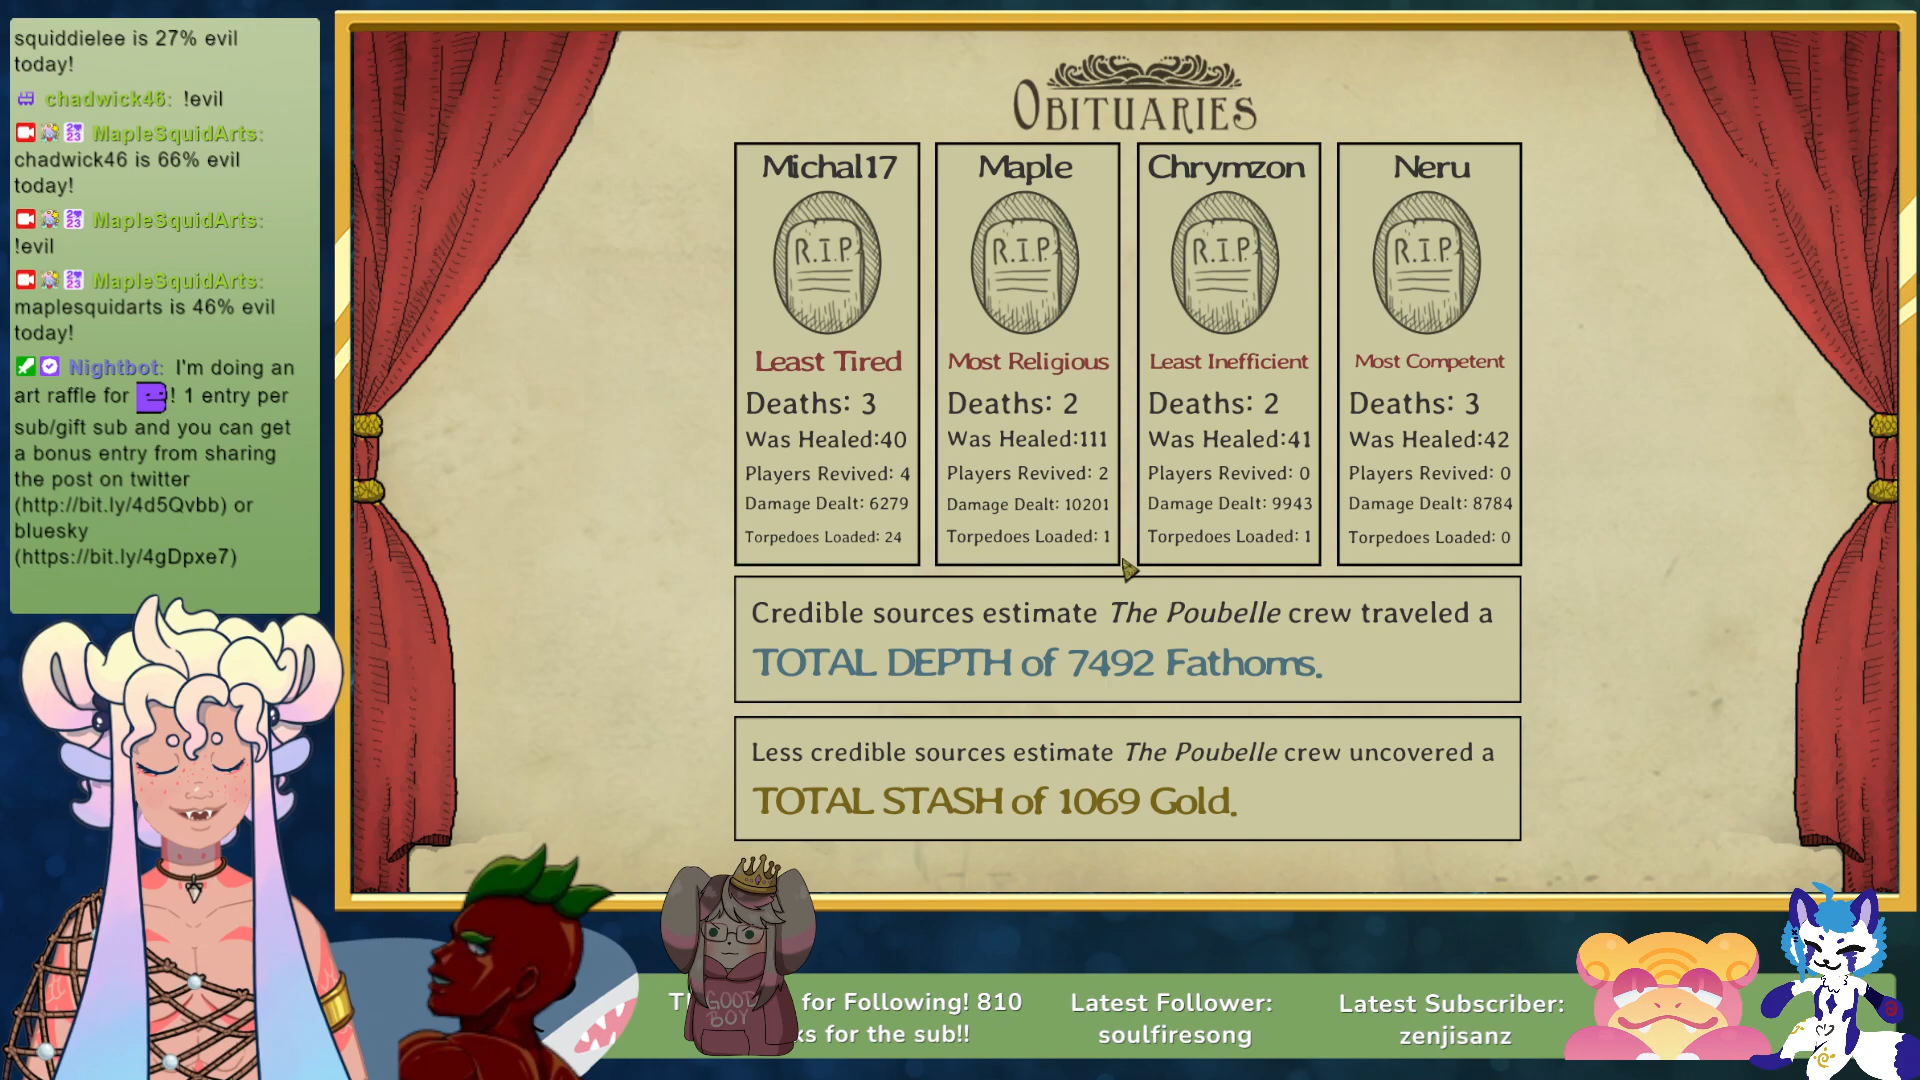 squiddielee is 27% evil
today!
chadwick46: !evil
MapleSquidArts:
chadwick46 is 66% evil
today!
MapleSquidArts:
!evil
MapleSquidArts:
maplesquidarts is 46% evil
today!
Nightbot: I'm doing an
art raffle for ! 1 entry per
sub/gift sub and you can get
a bonus entry from sharing
the post on twitter
(http://bit.ly/4d5Qvbb) or
bluesky
(https://bit.ly/4gDpxe7)
OBITUARIES
Michal17
R.I.P.
Least Tired
Deaths: 3
Was Healed:40
Players Revived: 4
Damage Dealt: 6279
Torpedoes Loaded: 24
Maple
R.I.P.
Most Religious
Deaths: 2
Was Healed:111
Players Revived: 2
Damage Dealt: 10201
Torpedoes Loaded: 1
Chrymzon
R.I.P.
Least Inefficient
Deaths: 2
Was Healed:41
Players Revived: 0
Damage Dealt: 9943
Torpedoes Loaded: 1
Neru
R.I.P.
Most Competent
Deaths: 3
Was Healed:42
Players Revived: 0
Damage Dealt: 8784
Torpedoes Loaded: 0
Credible sources estimate The Poubelle crew traveled a
TOTAL DEPTH of 7492 Fathoms.
Less credible sources estimate The Poubelle crew uncovered a
TOTAL STASH of 1069 Gold.
GOOD
BOY
for Following! 810
for the sub!!
Latest Follower:
soulfiresong
Latest Subscriber:
zenjisanz